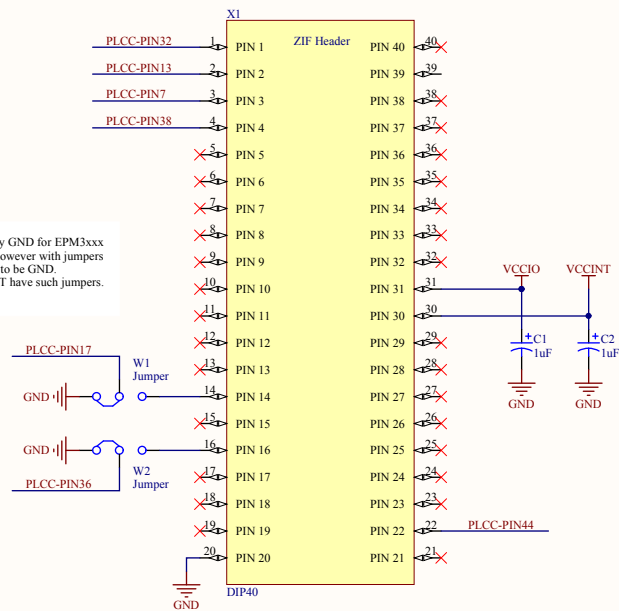 X1
ZIF Header
PLCC-PIN32 1 PIN 1 PIN 40 40
PLCC-PIN13 2 PIN 2 PIN 39 39
PLCC-PIN7 3 PIN 3 PIN 38 38
PLCC-PIN38 4 PIN 4 PIN 37 37
5 PIN 5 PIN 36 36
6 PIN 6 PIN 35 35
7 PIN 7 PIN 34 34
8 PIN 8 PIN 33 33
9 PIN 9 PIN 32 32
10 PIN 10 PIN 31 31
11 PIN 11 PIN 30 30
12 PIN 12 PIN 29 29
13 PIN 13 PIN 28 28
14 PIN 14 PIN 27 27
15 PIN 15 PIN 26 26
16 PIN 16 PIN 25 25
17 PIN 17 PIN 24 24
18 PIN 18 PIN 23 23
19 PIN 19 PIN 22 22 PLCC-PIN44
20 PIN 20 PIN 21 21
DIP40
GND
y GND for EPM3xxx
owever with jumpers
to be GND.
T have such jumpers.
PLCC-PIN17
W1
Jumper
GND
GND
W2
Jumper
PLCC-PIN36
VCCIO
VCCINT
+
C1
1uF
GND
+
C2
1uF
GND